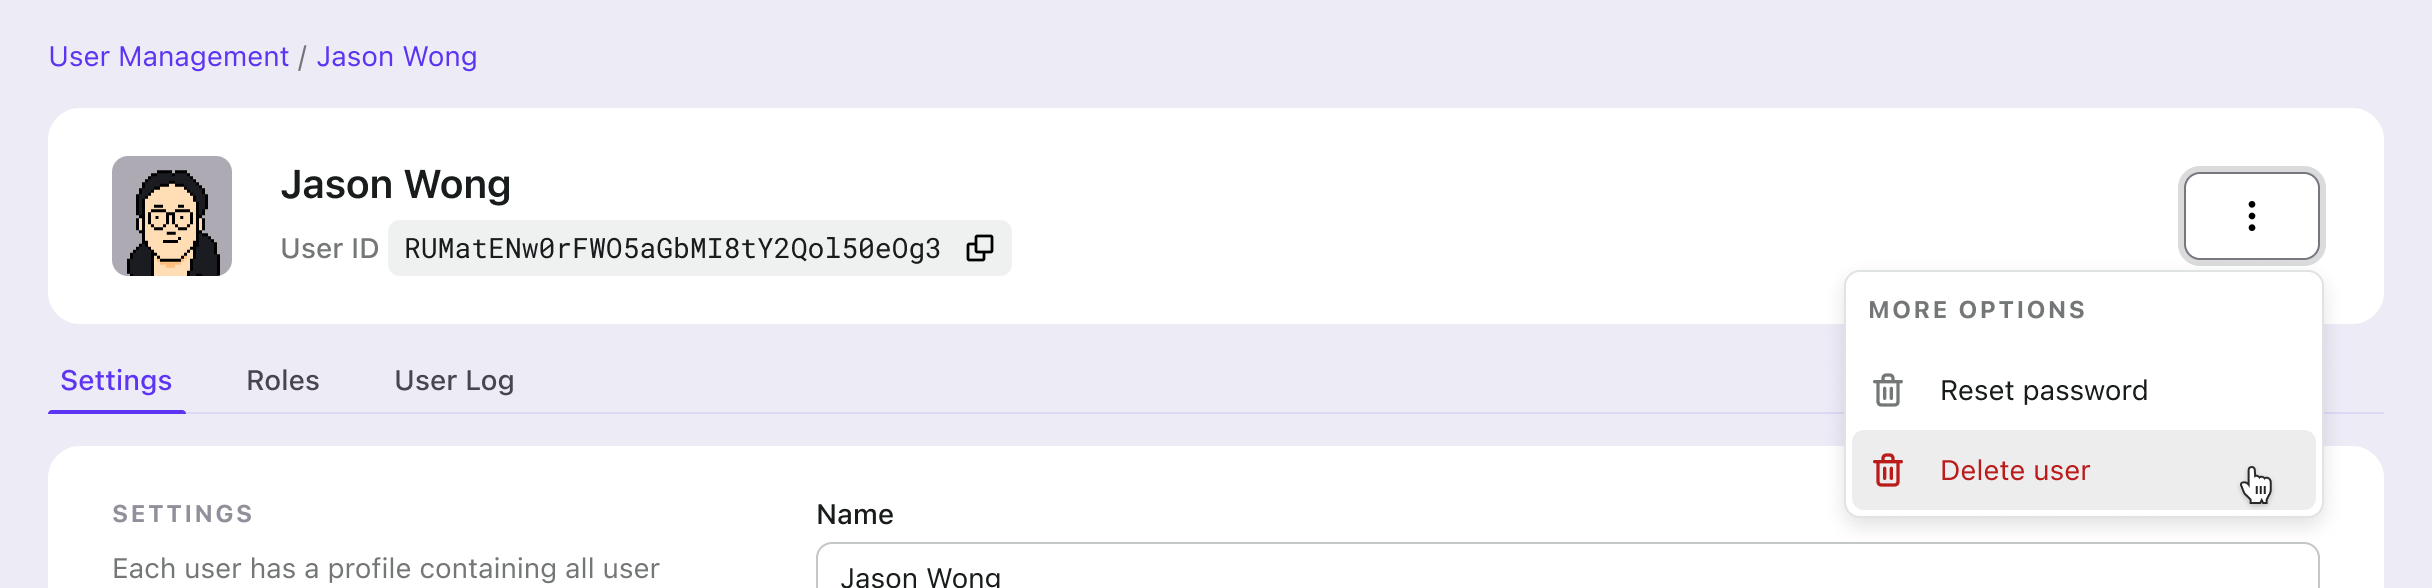 User Management / Jason Wong
Jason Wong
User ID RUMatENw0rFWO5aGbMI8tY2Qol50eOg3
MORE OPTIONS
Reset password
Delete user
Settings Roles User Log
SETTINGS
Each user has a profile containing all user
Name
Jason Wong